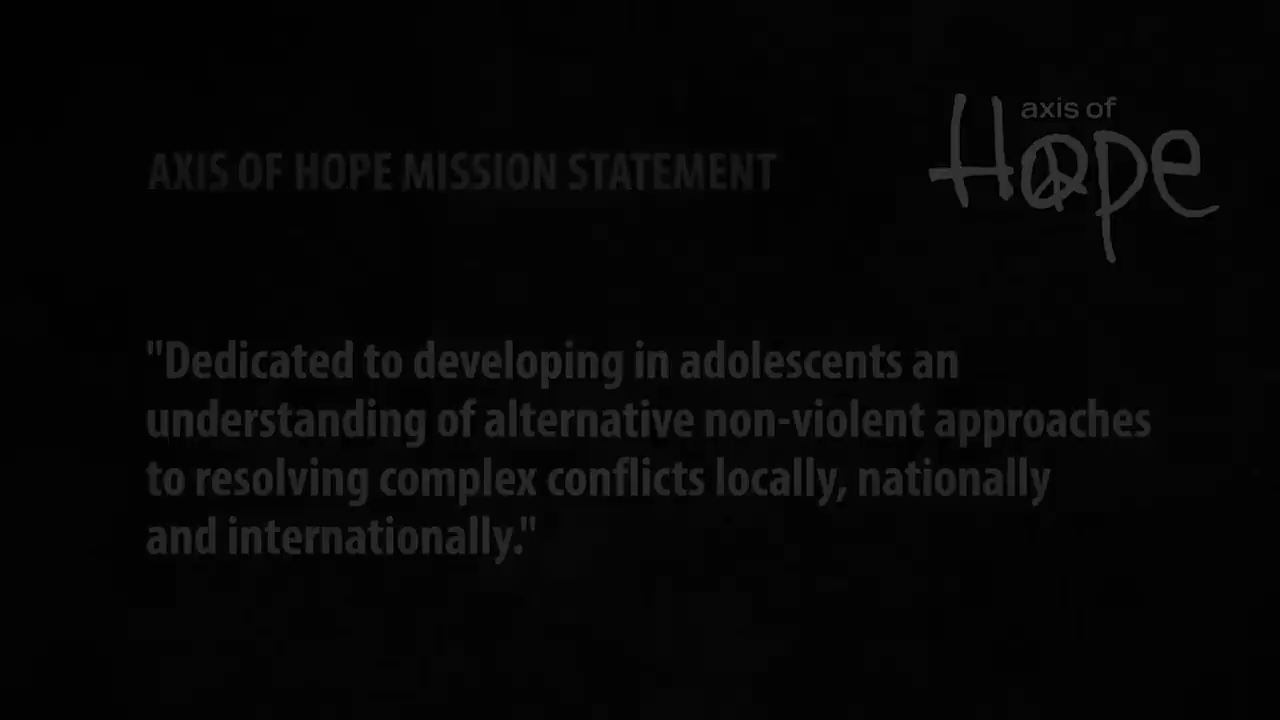 axis of
Hope
AXIS OF HOPE MISSION STATEMENT
"Dedicated to developing in adolescents an
understanding of alternative non-violent approaches
to resolving complex conflicts locally, nationally
and internationally."